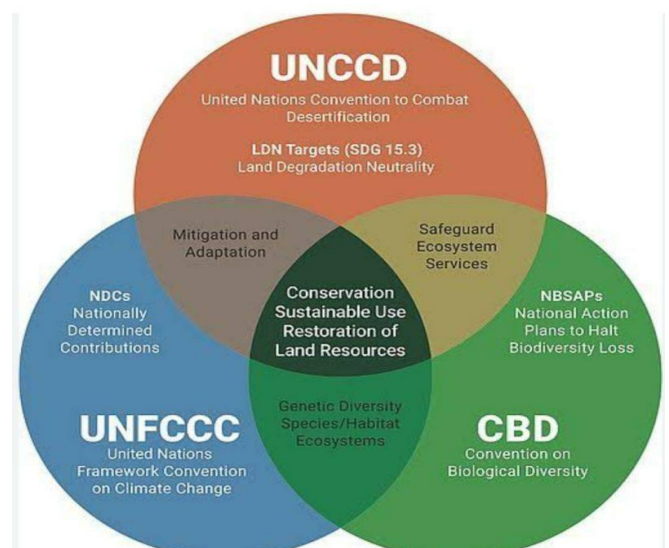 UNCCD
United Nations Convention to Combat
Desertification
LDN Targets (SDG 15.3)
Land Degradation Neutrality
Mitigation and
Adaptation
Safeguard
Ecosystem
Services
NDCs
Nationally
Determined
Contributions
Conservation
Sustainable Use
Restoration of
Land Resources
NBSAPs
National Action
Plans to Halt
Biodiversity Loss
Genetic Diversity
Species/Habitat
Ecosystems
UNFCCC
United Nations
Framework Convention
on Climate Change
CBD
Convention on
Biological Diversity